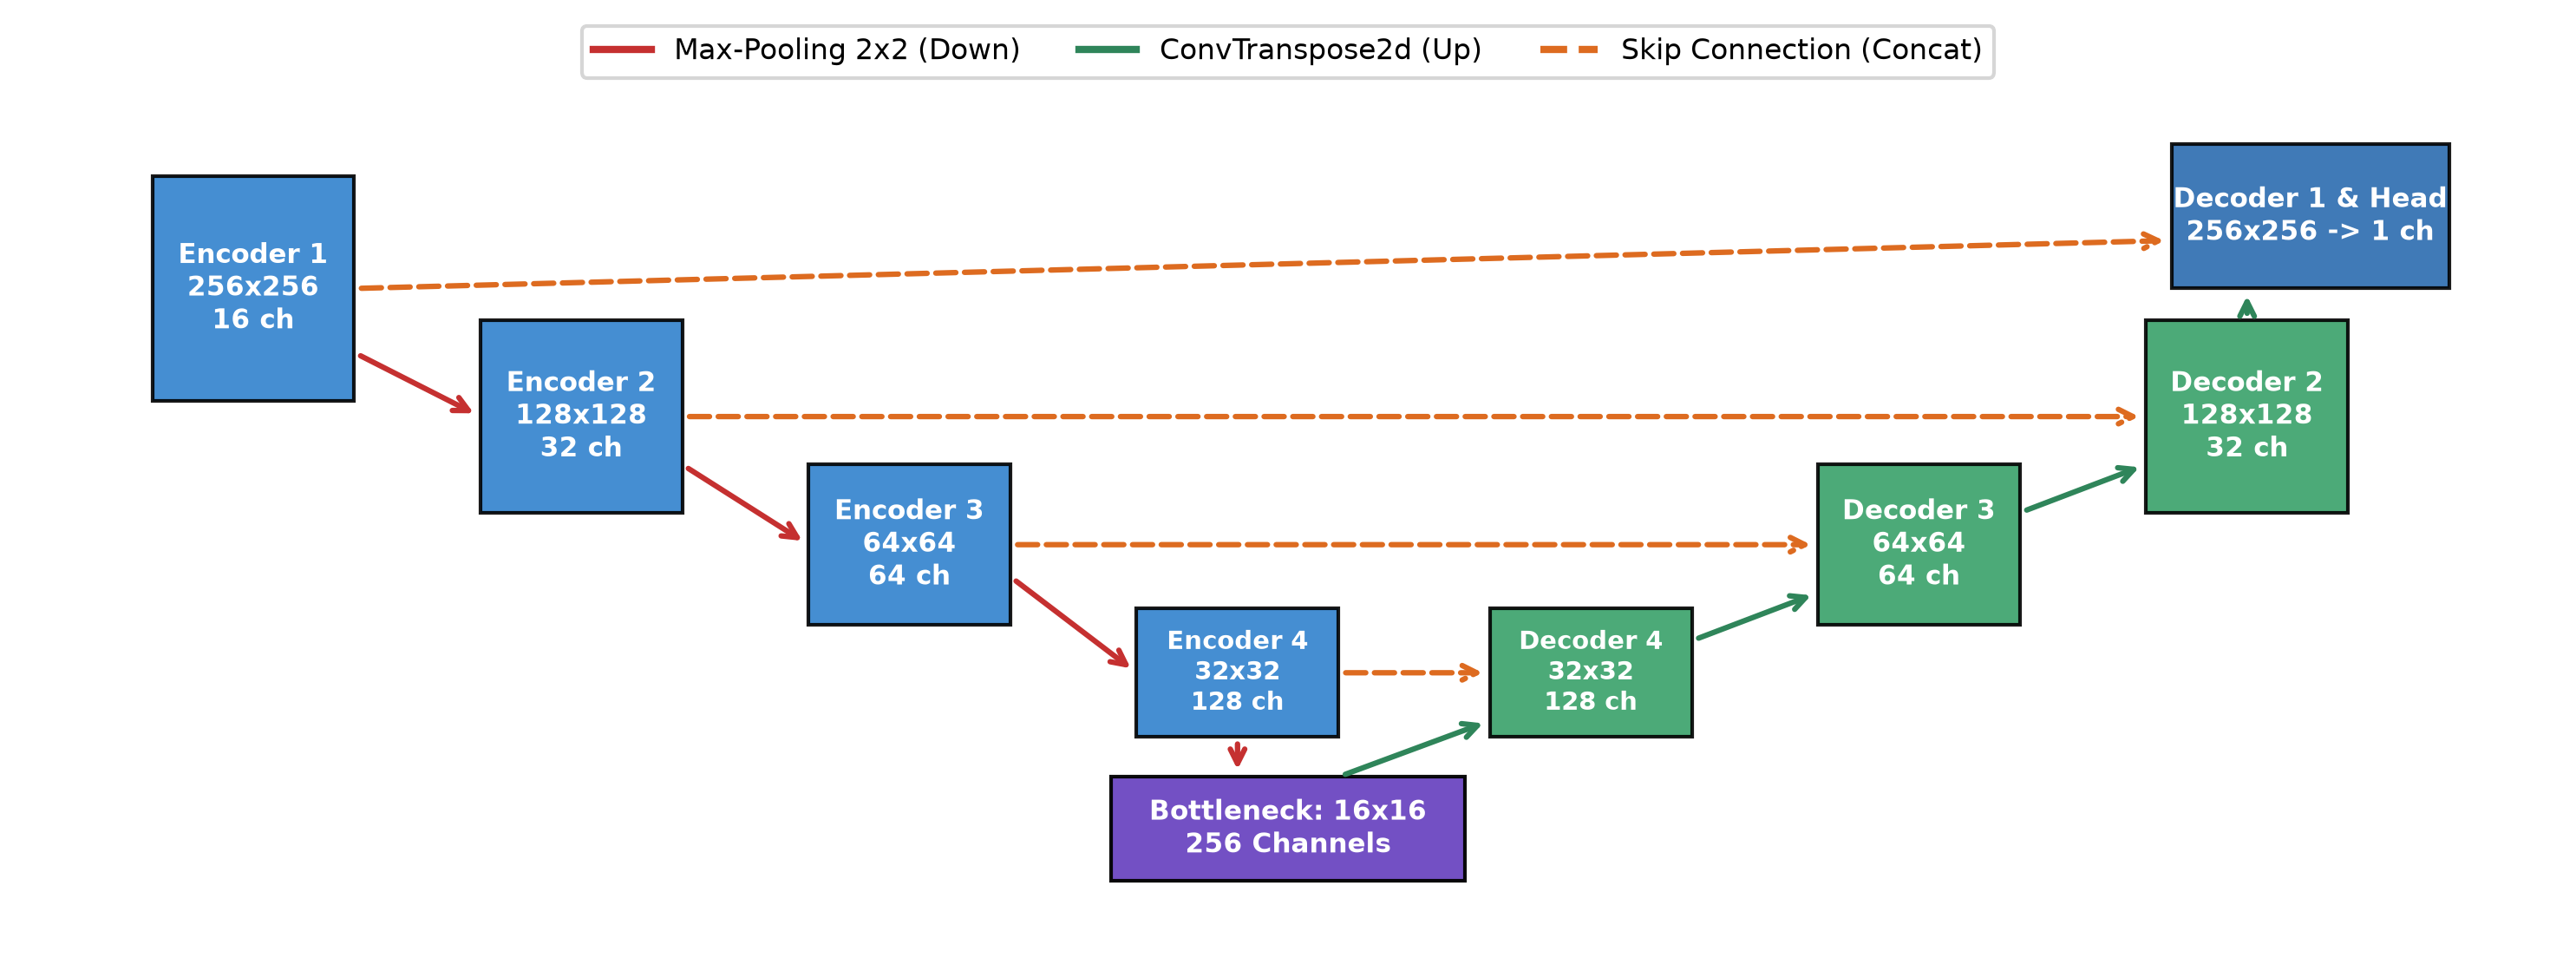 Max-Pooling 2x2 (Down)
ConvTranspose2d (Up)
Skip Connection (Concat)
Encoder 1
256x256
16 ch
Decoder 1 & Head
256x256 -> 1 ch
Encoder 2
128x128
32 ch
Decoder 2
128x128
32 ch
Encoder 3
64x64
64 ch
Decoder 3
64x64
64 ch
Encoder 4
32x32
128 ch
Decoder 4
32x32
128 ch
Bottleneck: 16x16
256 Channels